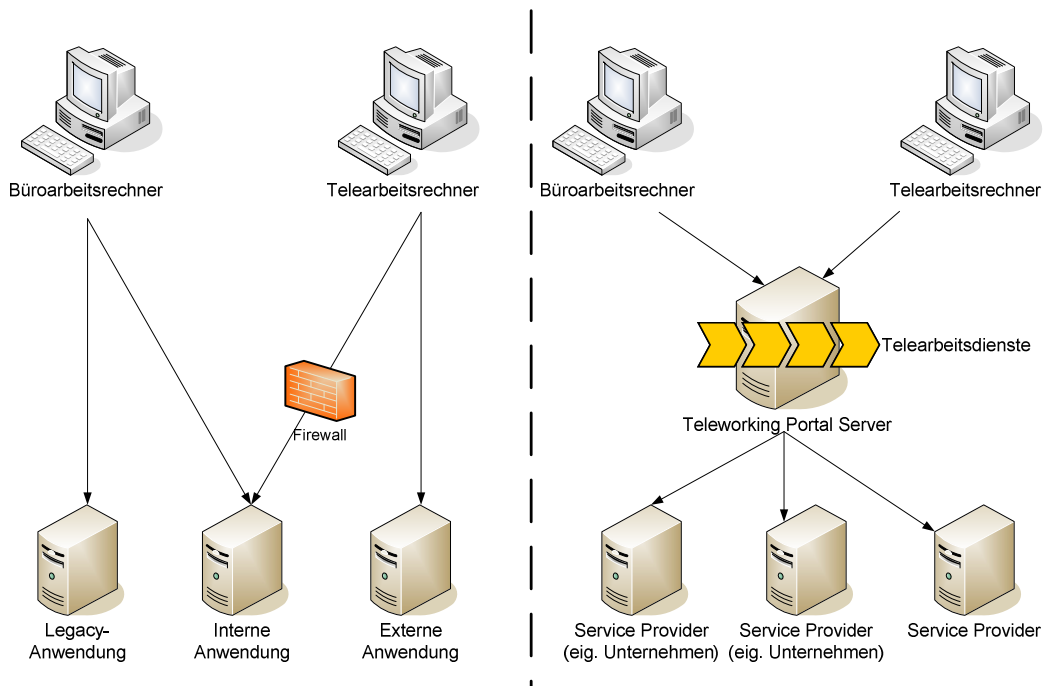 Büroarbeitsrechner
Telearbeitsrechner
Firewall
Legacy-
Anwendung
Interne
Anwendung
Externe
Anwendung
Büroarbeitsrechner
Telearbeitsrechner
Telearbeitsdienste
Teleworking Portal Server
Service Provider
(eig. Unternehmen)
Service Provider
(eig. Unternehmen)
Service Provider